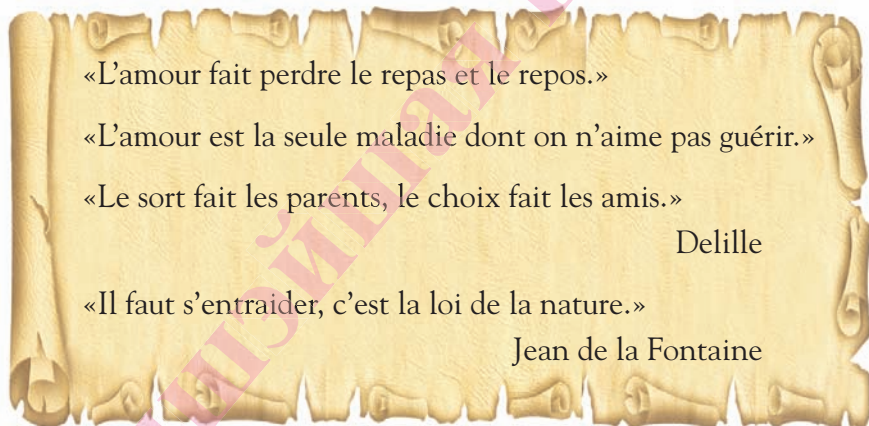 «L’amour fait perdre le repas et le repos.»
«L’amour est la seule maladie dont on n’aime pas guérir.»
«Le sort fait les parents, le choix fait les amis.»
Delille
«Il faut s’entraider, c’est la loi de la nature.»
Jean de la Fontaine